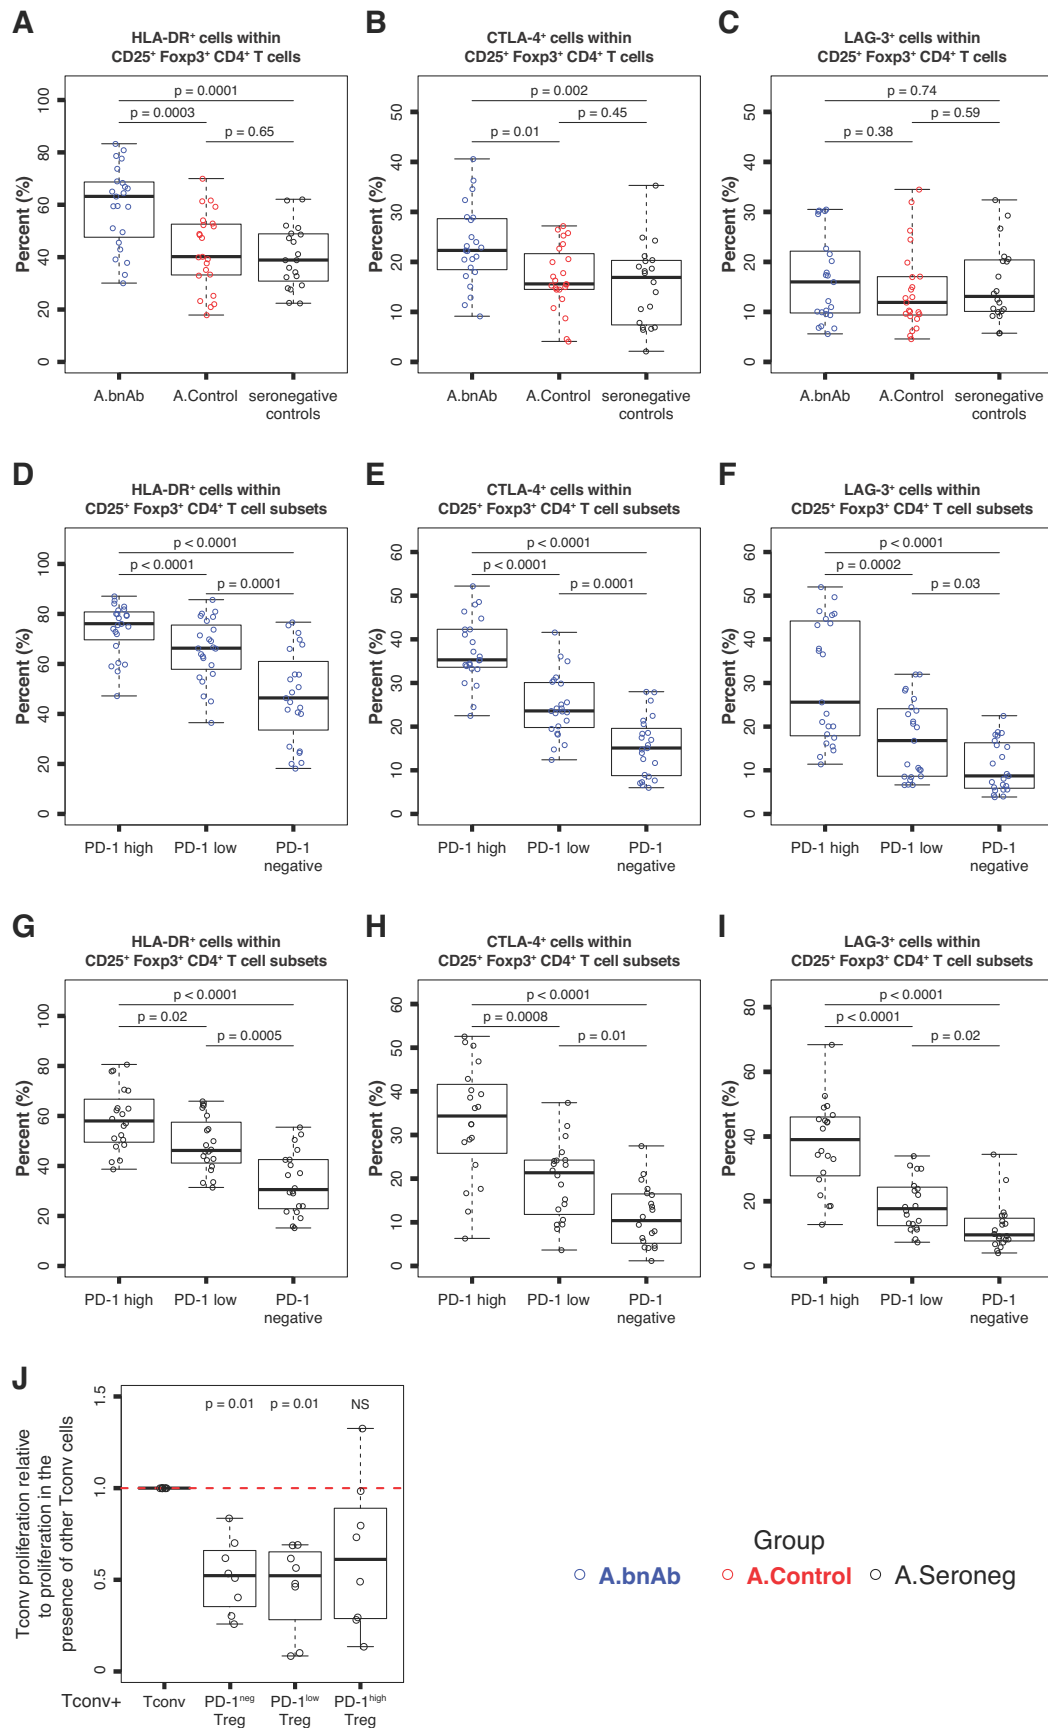 A
HLA-DR⁺ cells within
CD25⁺ Foxp3⁺ CD4⁺ T cells
p = 0.0001
p = 0.0003
p = 0.65
Percent (%)
100
80
60
40
20
0
A.bnAb A.Control seronegative
controls
B
CTLA-4⁺ cells within
CD25⁺ Foxp3⁺ CD4⁺ T cells
p = 0.002
p = 0.45
p = 0.01
Percent (%)
50
40
30
20
10
0
A.bnAb A.Control seronegative
controls
C
LAG-3⁺ cells within
CD25⁺ Foxp3⁺ CD4⁺ T cells
p = 0.74
p = 0.59
p = 0.38
Percent (%)
50
40
30
20
10
0
A.bnAb A.Control seronegative
controls
D
HLA-DR⁺ cells within
CD25⁺ Foxp3⁺ CD4⁺ T cell subsets
p < 0.0001
p < 0.0001
p = 0.0001
Percent (%)
100
80
60
40
20
0
PD-1 high PD-1 low PD-1
negative
E
CTLA-4⁺ cells within
CD25⁺ Foxp3⁺ CD4⁺ T cell subsets
p < 0.0001
p < 0.0001
p = 0.0001
Percent (%)
60
50
40
30
20
10
0
PD-1 high PD-1 low PD-1
negative
F
LAG-3⁺ cells within
CD25⁺ Foxp3⁺ CD4⁺ T cell subsets
p < 0.0001
p = 0.0002
p = 0.03
Percent (%)
60
50
40
30
20
10
0
PD-1 high PD-1 low PD-1
negative
G
HLA-DR⁺ cells within
CD25⁺ Foxp3⁺ CD4⁺ T cell subsets
p < 0.0001
p = 0.02
p = 0.0005
Percent (%)
100
80
60
40
20
0
PD-1 high PD-1 low PD-1
negative
H
CTLA-4⁺ cells within
CD25⁺ Foxp3⁺ CD4⁺ T cell subsets
p < 0.0001
p = 0.0008
p = 0.01
Percent (%)
60
50
40
30
20
10
0
PD-1 high PD-1 low PD-1
negative
I
LAG-3⁺ cells within
CD25⁺ Foxp3⁺ CD4⁺ T cell subsets
p < 0.0001
p < 0.0001
p = 0.02
Percent (%)
80
60
40
20
0
PD-1 high PD-1 low PD-1
negative
J
Tconv proliferation relative
to proliferation in the
presence of other Tconv cells
1.5
1.0
0.5
0
p = 0.01 p = 0.01 NS
Tconv+ Tconv PD-1ⁿᵉᵍ PD-1ˡᵒʷ PD-1ʰⁱᵍʰ
Treg Treg Treg
Group
A.bnAb A.Control A.Seroneg